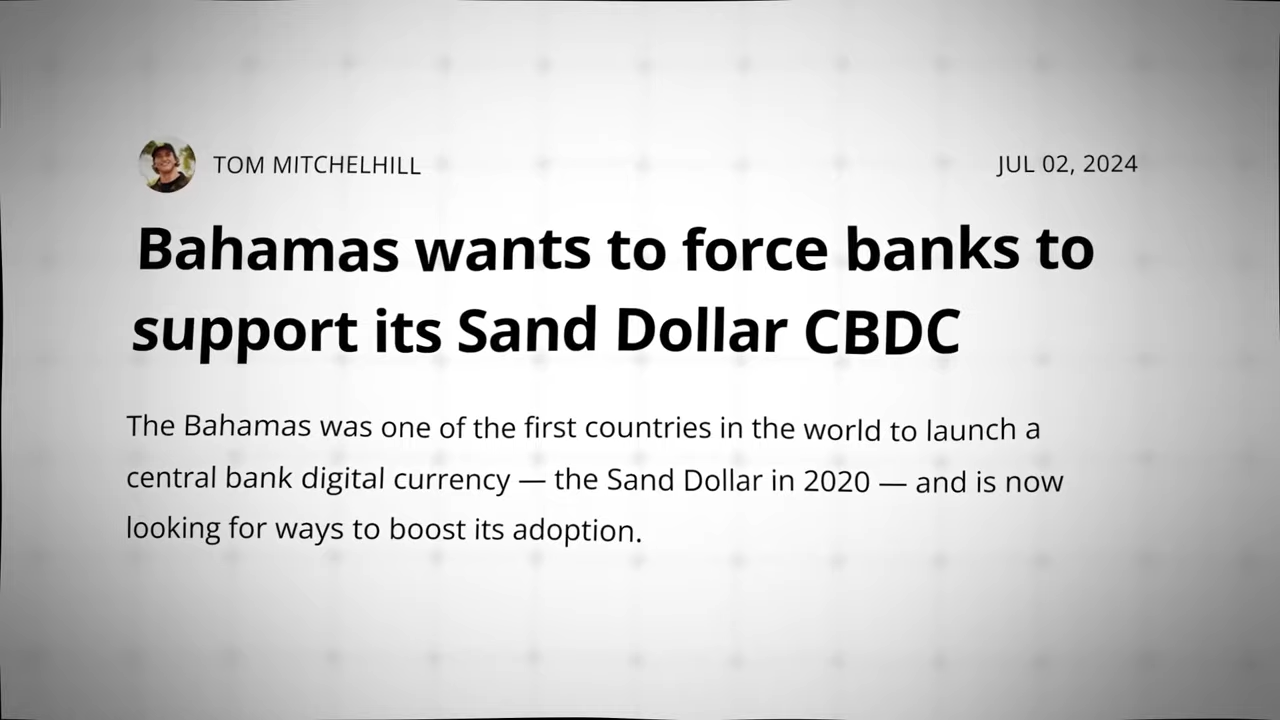 TOM MITCHELHILL
JUL 02, 2024
Bahamas wants to force banks to
support its Sand Dollar CBDC
The Bahamas was one of the first countries in the world to launch a
central bank digital currency — the Sand Dollar in 2020 — and is now
looking for ways to boost its adoption.